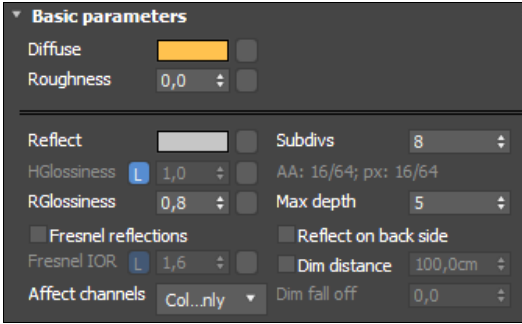 Basic parameters
Diffuse
Roughness 0,0
Reflect Subdivs 8
HGlossiness L 1,0 AA: 16/64; px: 16/64
RGlossiness 0,8 Max depth 5
Fresnel reflections Reflect on back side
Fresnel IOR L 1,6 Dim distance 100,0cm
Affect channels Col...nly Dim fall off 0,0